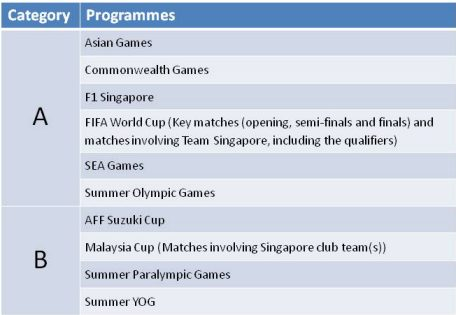 Category Programmes
A
Asian Games
Commonwealth Games
F1 Singapore
FIFA World Cup (Key matches (opening, semi-finals and finals) and
matches involving Team Singapore, including the qualifiers)
SEA Games
Summer Olympic Games
B
AFF Suzuki Cup
Malaysia Cup (Matches involving Singapore club team(s))
Summer Paralympic Games
Summer YOG